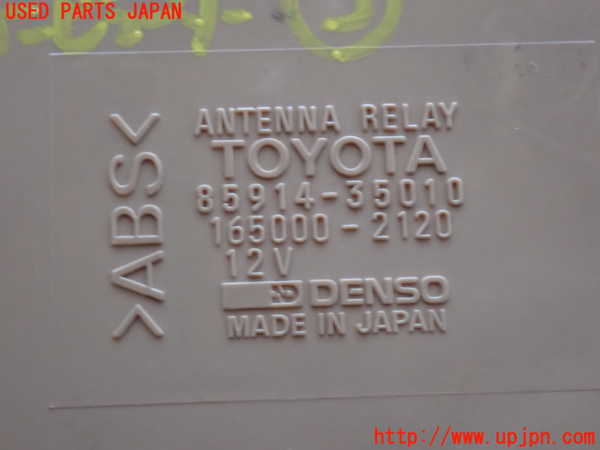 USED PARTS JAPAN
ANTENNA RELAY
TOYOTA
85914-35010
165000-2120
12V
DENSO
MADE IN JAPAN
>ABS<
http://www.upjpn.com